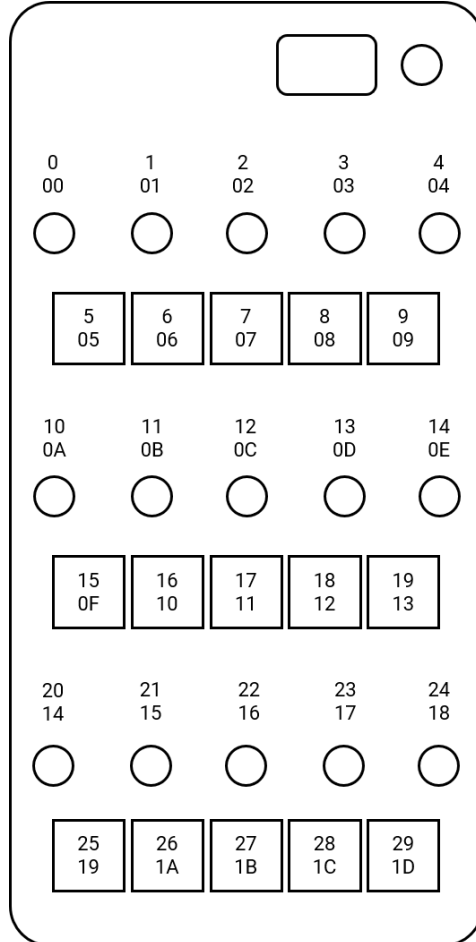 0 1 2 3 4
00 01 02 03 04
5 6 7 8 9
05 06 07 08 09
10 11 12 13 14
0A 0B 0C 0D 0E
15 16 17 18 19
0F 10 11 12 13
20 21 22 23 24
14 15 16 17 18
25 26 27 28 29
19 1A 1B 1C 1D